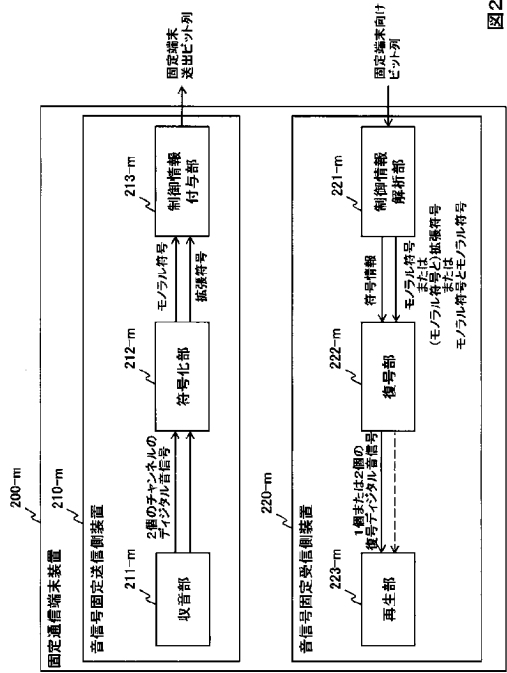 固定通信端末装置
200-m
音信号固定送信側装置
210-m
収音部
211-m
2個のチャンネルの
ディジタル音信号
符号化部
212-m
モノラル符号
拡張符号
制御情報
付与部
213-m
固定端末
送出ビット列
音信号固定受信側装置
220-m
再生部
223-m
1個または2個の
復号ディジタル音信号
復号部
222-m
符号情報
モノラル符号
または
(モノラル符号と)拡張符号
または
モノラル符号とモノラル符号
制御情報
解析部
221-m
固定端末向け
ビット列
図2